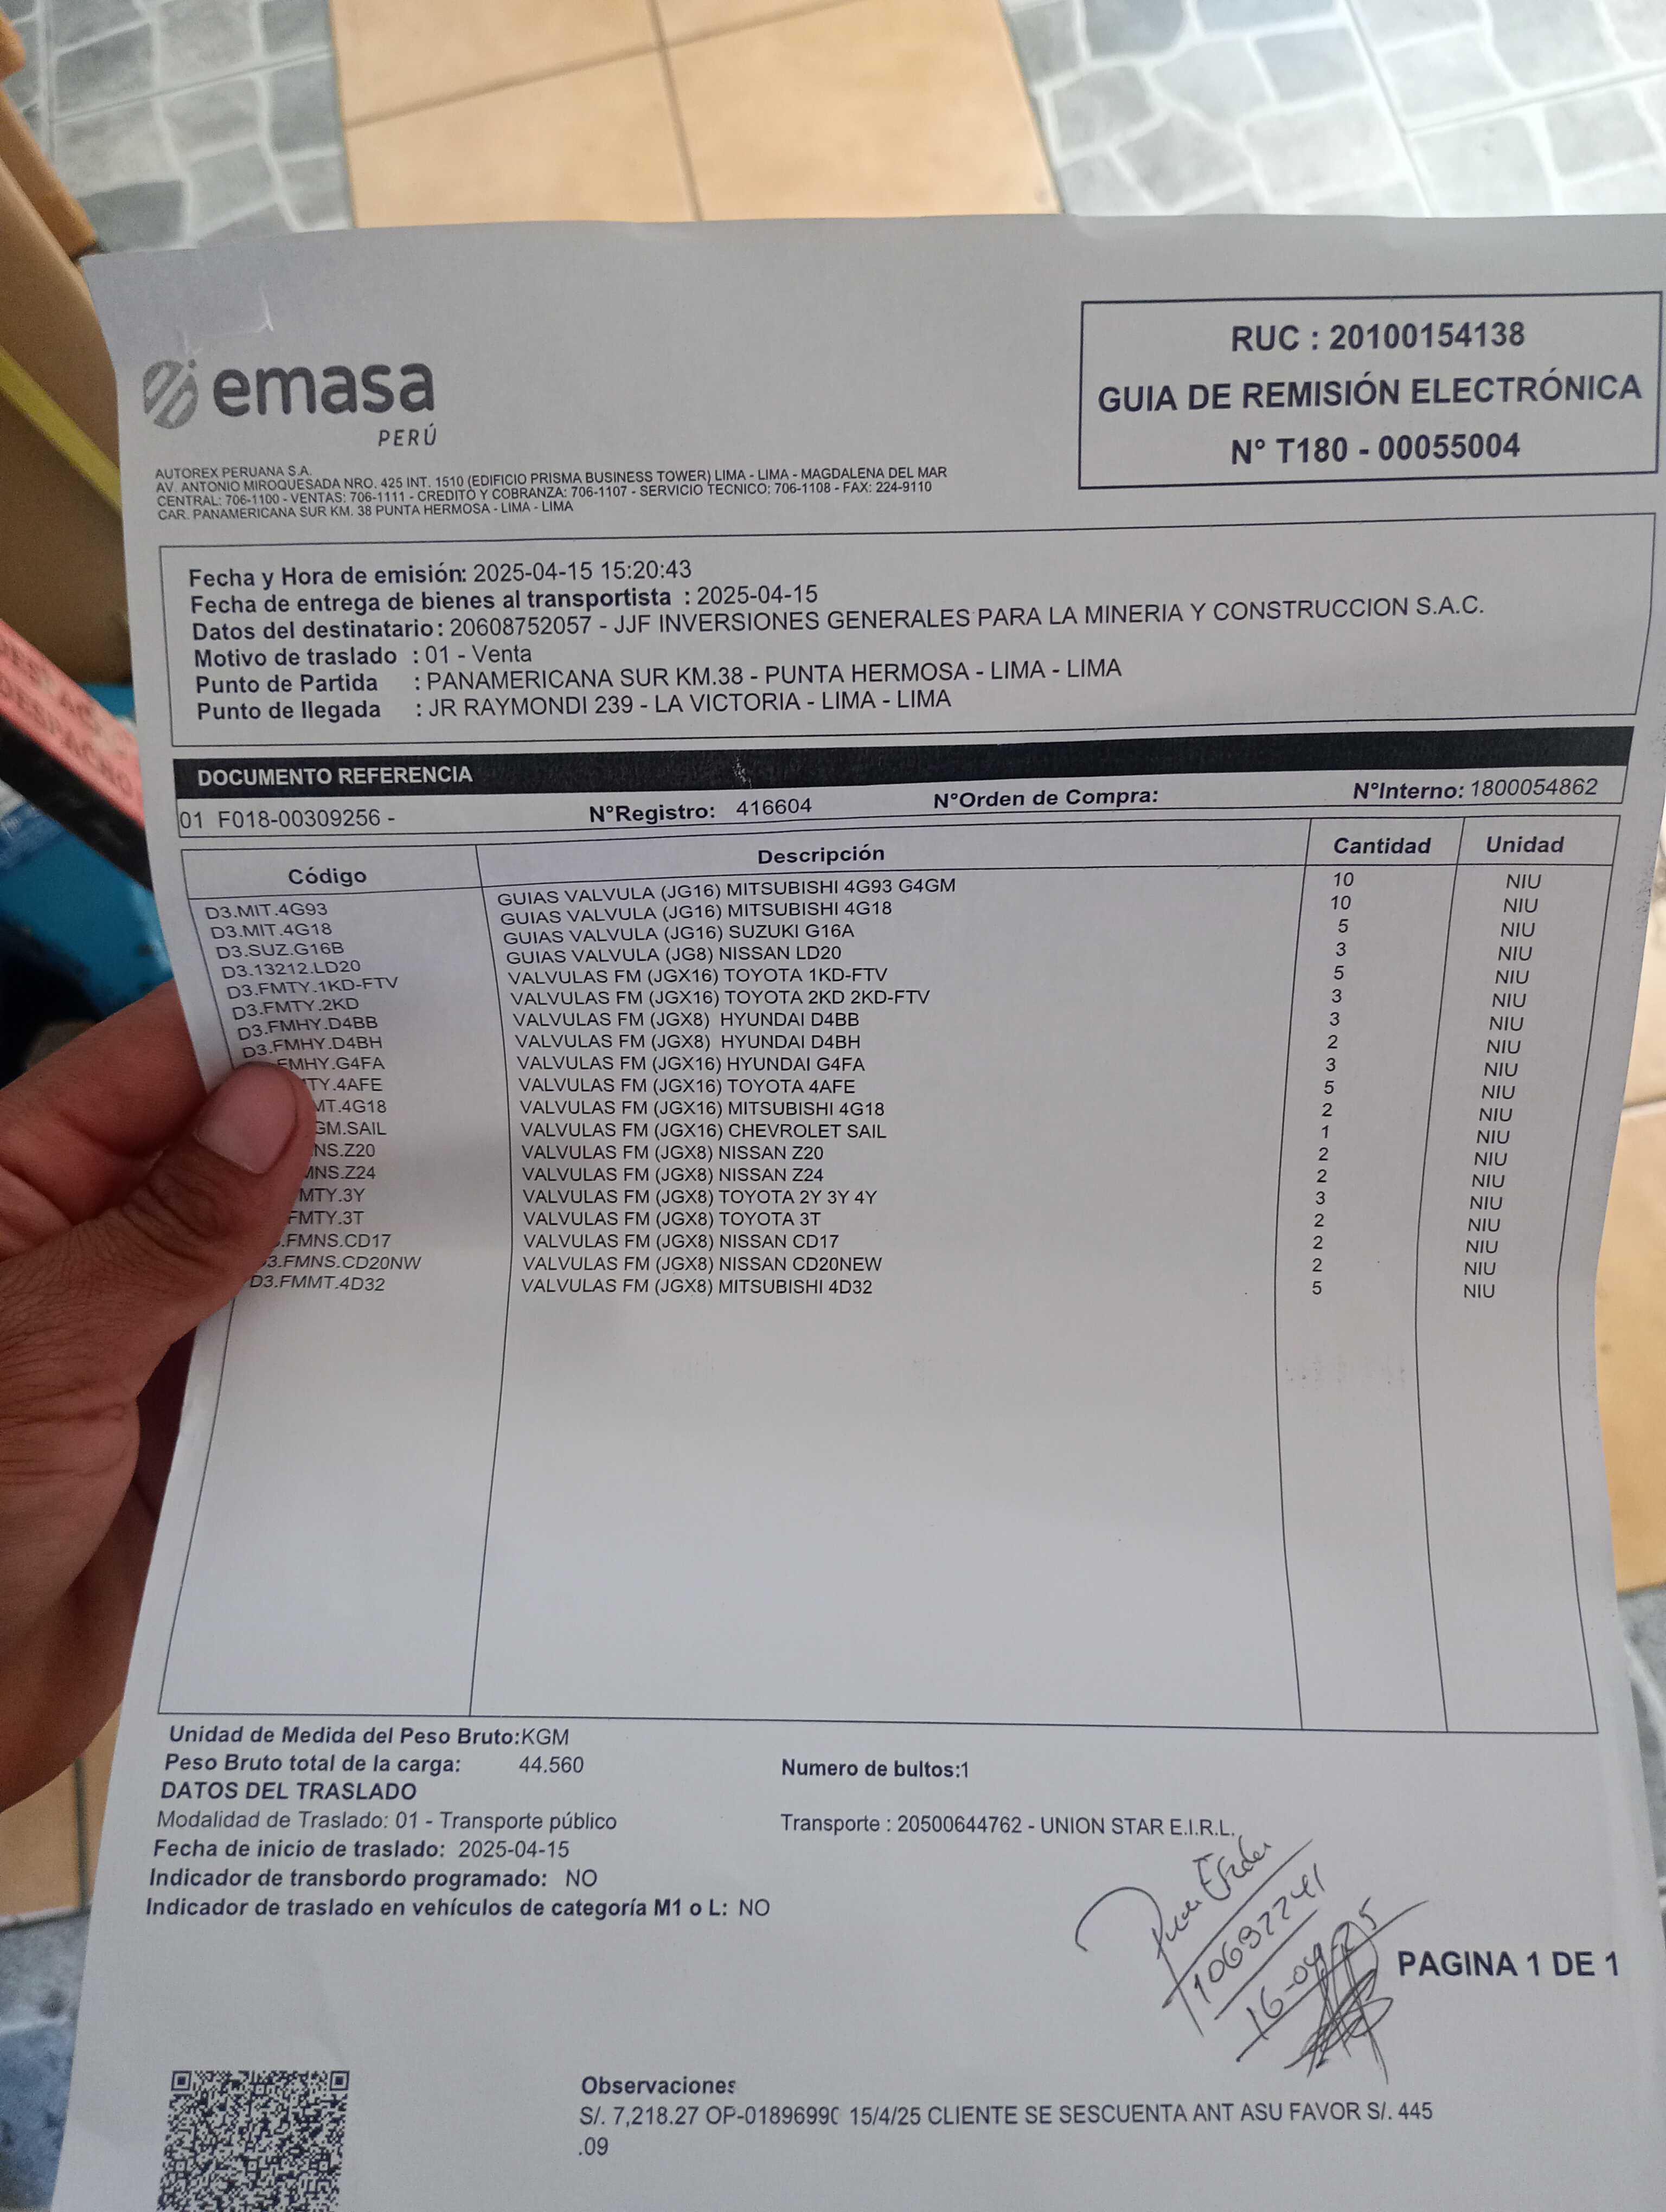 emasa
PERÚ
RUC : 20100154138
GUIA DE REMISIÓN ELECTRÓNICA
N° T180 - 00055004
AUTOREX PERUANA S.A.
AV. ANTONIO MIROQUESADA NRO. 425 INT. 1510 (EDIFICIO PRISMA BUSINESS TOWER) LIMA - LIMA - MAGDALENA DEL MAR
CENTRAL: 706-1100 - VENTAS: 706-1111 - CREDITO Y COBRANZA: 706-1107 - SERVICIO TECNICO: 706-1108 - FAX: 224-9110
CAR. PANAMERICANA SUR KM. 38 PUNTA HERMOSA - LIMA - LIMA
Fecha y Hora de emisión: 2025-04-15 15:20:43
Fecha de entrega de bienes al transportista : 2025-04-15
Datos del destinatario: 20608752057 - JJF INVERSIONES GENERALES PARA LA MINERIA Y CONSTRUCCION S.A.C.
Motivo de traslado : 01 - Venta
Punto de Partida : PANAMERICANA SUR KM.38 - PUNTA HERMOSA - LIMA - LIMA
Punto de llegada : JR RAYMONDI 239 - LA VICTORIA - LIMA - LIMA
DOCUMENTO REFERENCIA
01 F018-00309256 - N°Registro: 416604 N°Orden de Compra: N°Interno: 1800054862
Código Descripción Cantidad Unidad
D3.MIT.4G93 GUIAS VALVULA (JG16) MITSUBISHI 4G93 G4GM 10 NIU
D3.MIT.4G18 GUIAS VALVULA (JG16) MITSUBISHI 4G18 10 NIU
D3.SUZ.G16B GUIAS VALVULA (JG16) SUZUKI G16A 5 NIU
D3.13212.LD20 GUIAS VALVULA (JG8) NISSAN LD20 3 NIU
D3.FMTY.1KD-FTV VALVULAS FM (JGX16) TOYOTA 1KD-FTV 5 NIU
D3.FMTY.2KD VALVULAS FM (JGX16) TOYOTA 2KD 2KD-FTV 3 NIU
D3.FMHY.D4BB VALVULAS FM (JGX8) HYUNDAI D4BB 3 NIU
D3.FMHY.D4BH VALVULAS FM (JGX8) HYUNDAI D4BH 2 NIU
FMHY.G4FA VALVULAS FM (JGX16) HYUNDAI G4FA 3 NIU
TY.4AFE VALVULAS FM (JGX16) TOYOTA 4AFE 5 NIU
MT.4G18 VALVULAS FM (JGX16) MITSUBISHI 4G18 2 NIU
GM.SAIL VALVULAS FM (JGX16) CHEVROLET SAIL 1 NIU
NS.Z20 VALVULAS FM (JGX8) NISSAN Z20 2 NIU
MNS.Z24 VALVULAS FM (JGX8) NISSAN Z24 2 NIU
MTY.3Y VALVULAS FM (JGX8) TOYOTA 2Y 3Y 4Y 3 NIU
FMTY.3T VALVULAS FM (JGX8) TOYOTA 3T 2 NIU
.FMNS.CD17 VALVULAS FM (JGX8) NISSAN CD17 2 NIU
3.FMNS.CD20NW VALVULAS FM (JGX8) NISSAN CD20NEW 2 NIU
D3.FMMT.4D32 VALVULAS FM (JGX8) MITSUBISHI 4D32 5 NIU
Unidad de Medida del Peso Bruto:KGM
Peso Bruto total de la carga: 44.560 Numero de bultos:1
DATOS DEL TRASLADO
Modalidad de Traslado: 01 - Transporte público Transporte : 20500644762 - UNION STAR E.I.R.L.
Fecha de inicio de traslado: 2025-04-15
Indicador de transbordo programado: NO
Indicador de traslado en vehículos de categoría M1 o L: NO
10692241
16-04-25
PAGINA 1 DE 1
Observaciones
S/. 7,218.27 OP-0189699C 15/4/25 CLIENTE SE SESCUENTA ANT ASU FAVOR S/. 445
.09